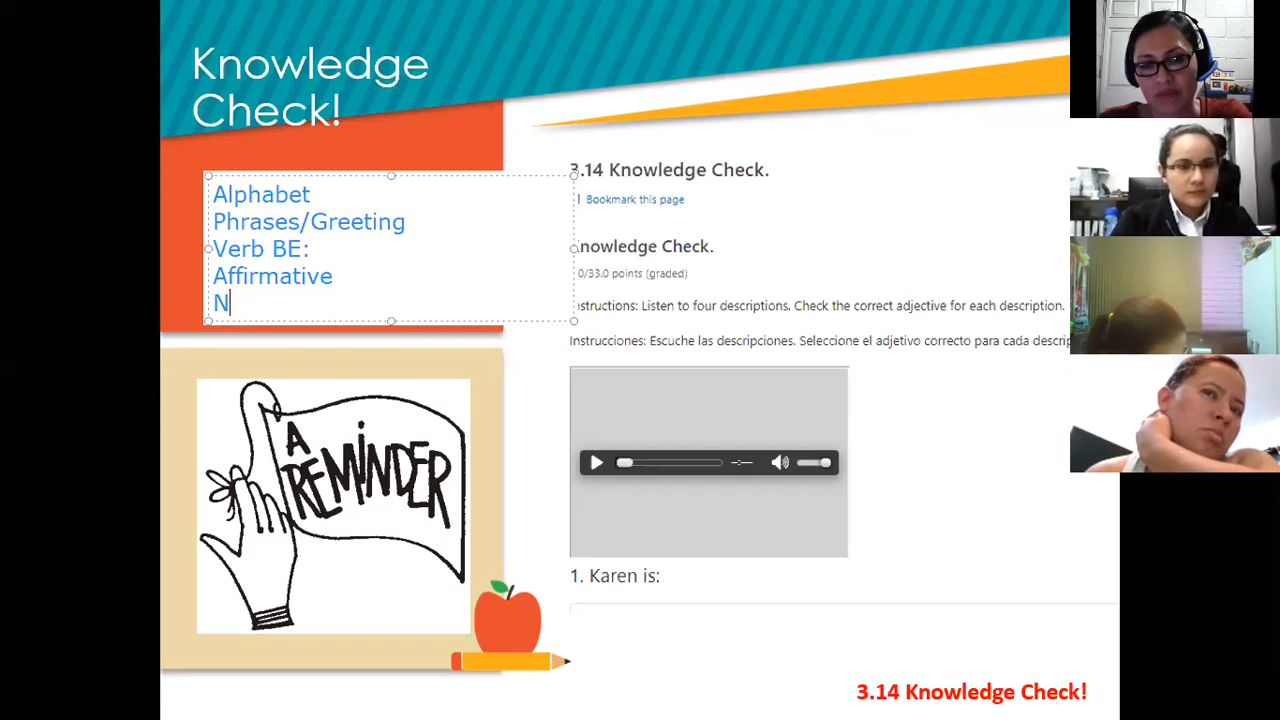 Knowledge
Check!
Alphabet
Phrases/Greeting
Verb BE:
Affirmative
N
A
REMINDER
3.14 Knowledge Check.
Bookmark this page
nowledge Check.
0/33.0 points (graded)
nstructions: Listen to four descriptions. Check the correct adjective for each description.
Instrucciones: Escuche las descripciones. Seleccione el adjetivo correcto para cada descrip
1. Karen is:
3.14 Knowledge Check!